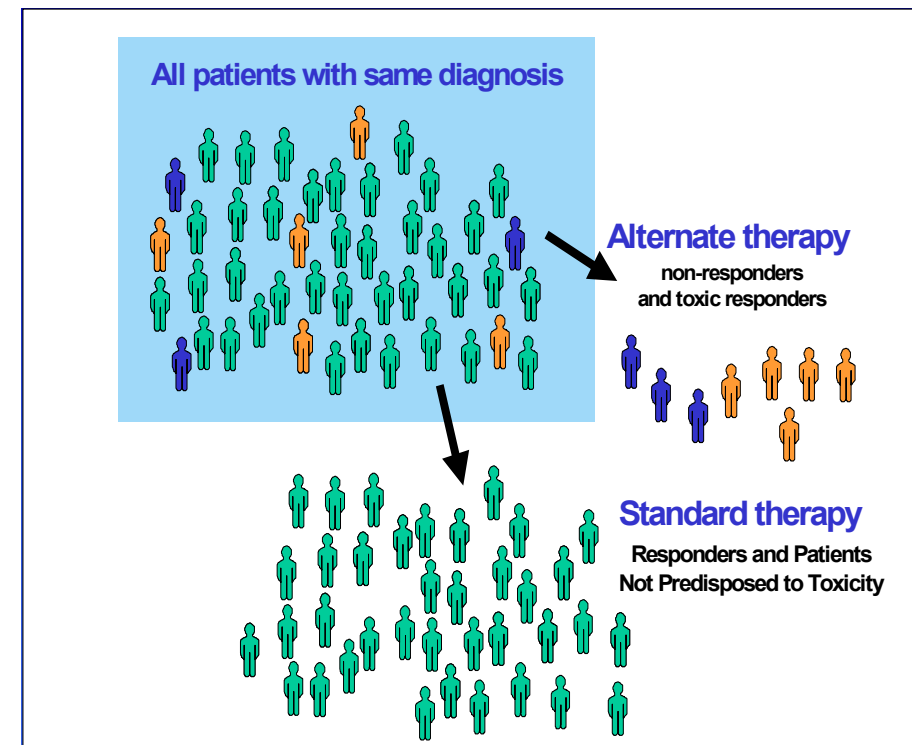 All patients with same diagnosis
Alternate therapy
non-responders
and toxic responders
Standard therapy
Responders and Patients
Not Predisposed to Toxicity